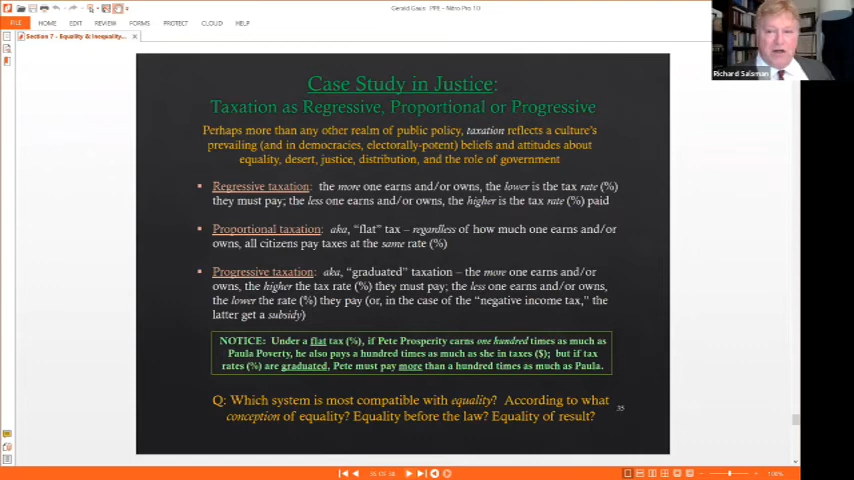 Gerald Gaus: PPE - Nitro Pro 10
FILE HOME EDIT REVIEW FORMS PROTECT CLOUD HELP
Section 7 - Equality & Inequality...
Richard Salsman
Case Study in Justice:
Taxation as Regressive, Proportional or Progressive
Perhaps more than any other realm of public policy, taxation reflects a culture's
prevailing (and in democracies, electorally-potent) beliefs and attitudes about
equality, desert, justice, distribution, and the role of government
▪ Regressive taxation: the more one earns and/or owns, the lower is the tax rate (%)
they must pay; the less one earns and/or owns, the higher is the tax rate (%) paid
▪ Proportional taxation: aka, “flat” tax – regardless of how much one earns and/or
owns, all citizens pay taxes at the same rate (%)
▪ Progressive taxation: aka, “graduated” taxation – the more one earns and/or
owns, the higher the tax rate (%) they must pay; the less one earns and/or owns,
the lower the rate (%) they pay (or, in the case of the “negative income tax,” the
latter get a subsidy)
NOTICE: Under a flat tax (%), if Pete Prosperity earns one hundred times as much as
Paula Poverty, he also pays a hundred times as much as she in taxes ($); but if tax
rates (%) are graduated, Pete must pay more than a hundred times as much as Paula.
Q: Which system is most compatible with equality? According to what
conception of equality? Equality before the law? Equality of result?
35
100%